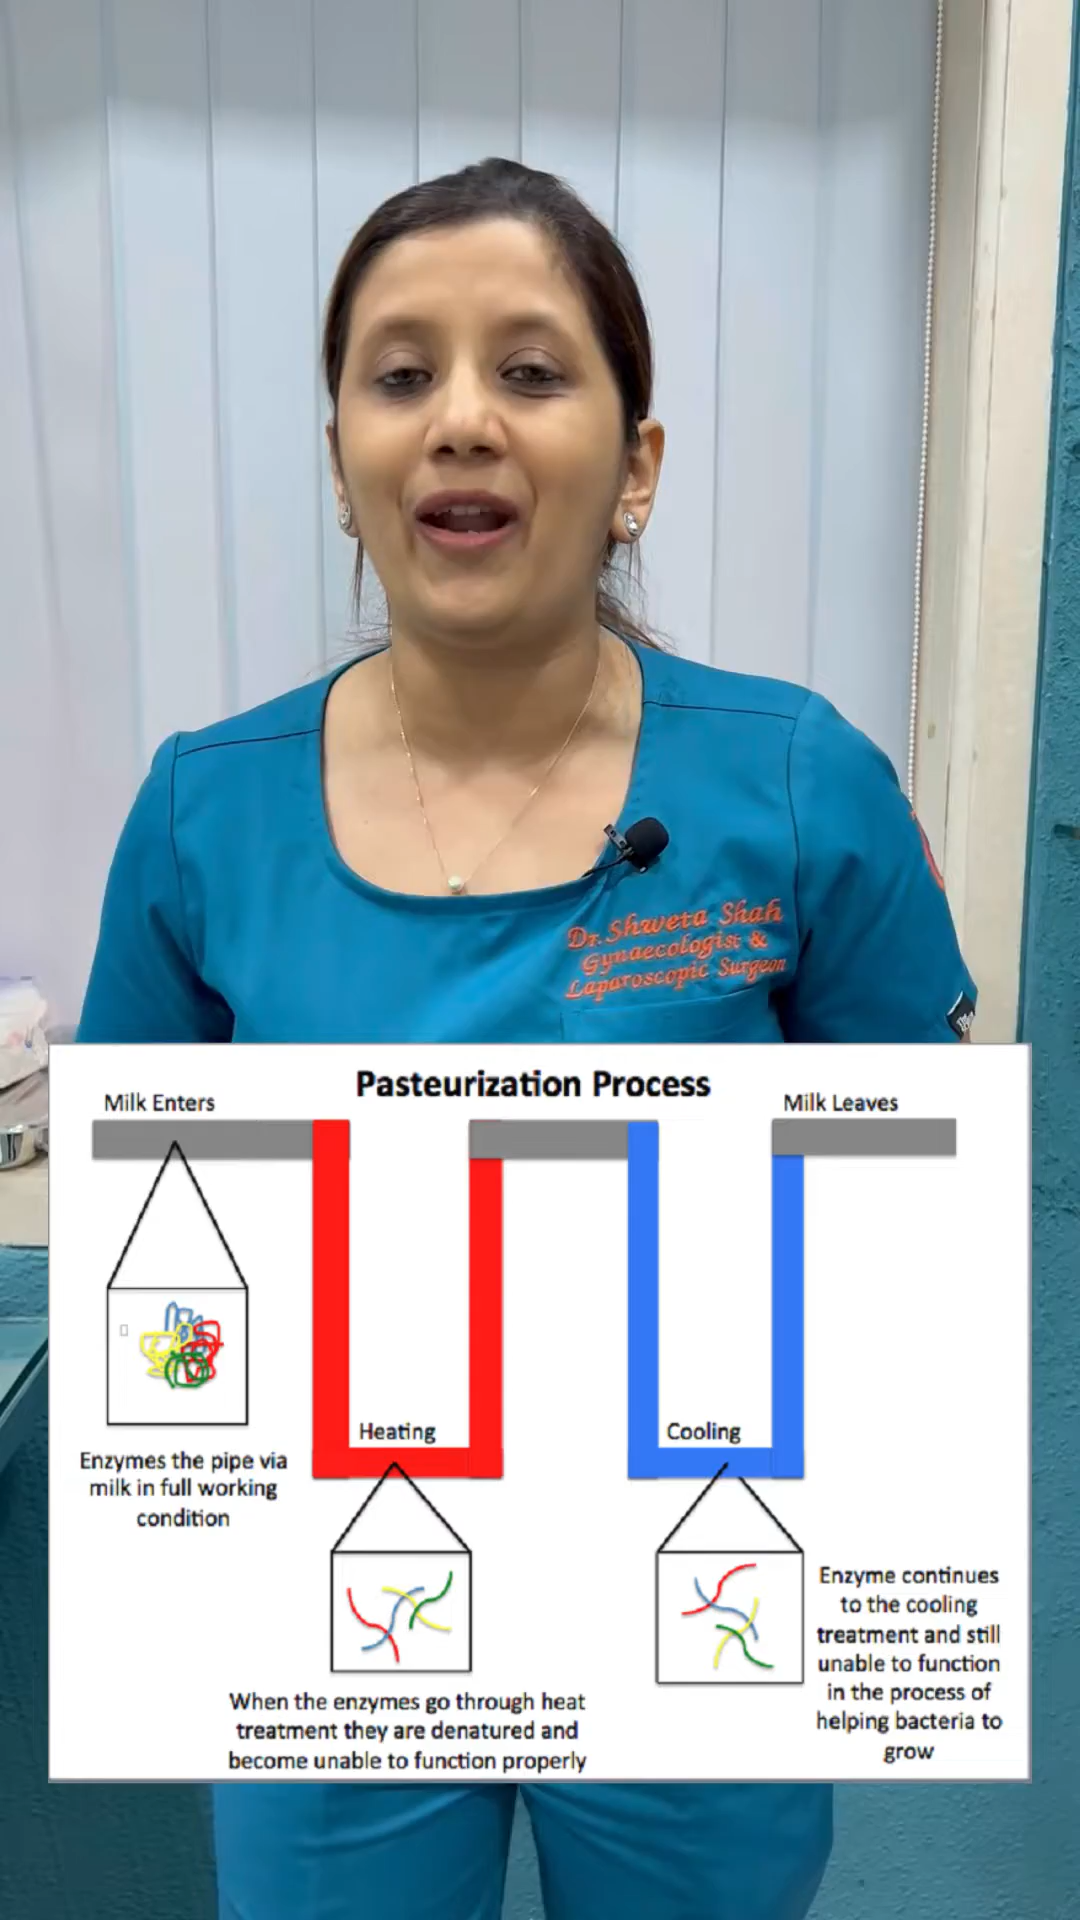 Dr. Shweta Shah
Gynaecologist &
Laparoscopic Surgeon
Pasteurization Process
Milk Enters
Milk Leaves
Heating
Cooling
Enzymes the pipe via
milk in full working
condition
When the enzymes go through heat
treatment they are denatured and
become unable to function properly
Enzyme continues
to the cooling
treatment and still
unable to function
in the process of
helping bacteria to
grow